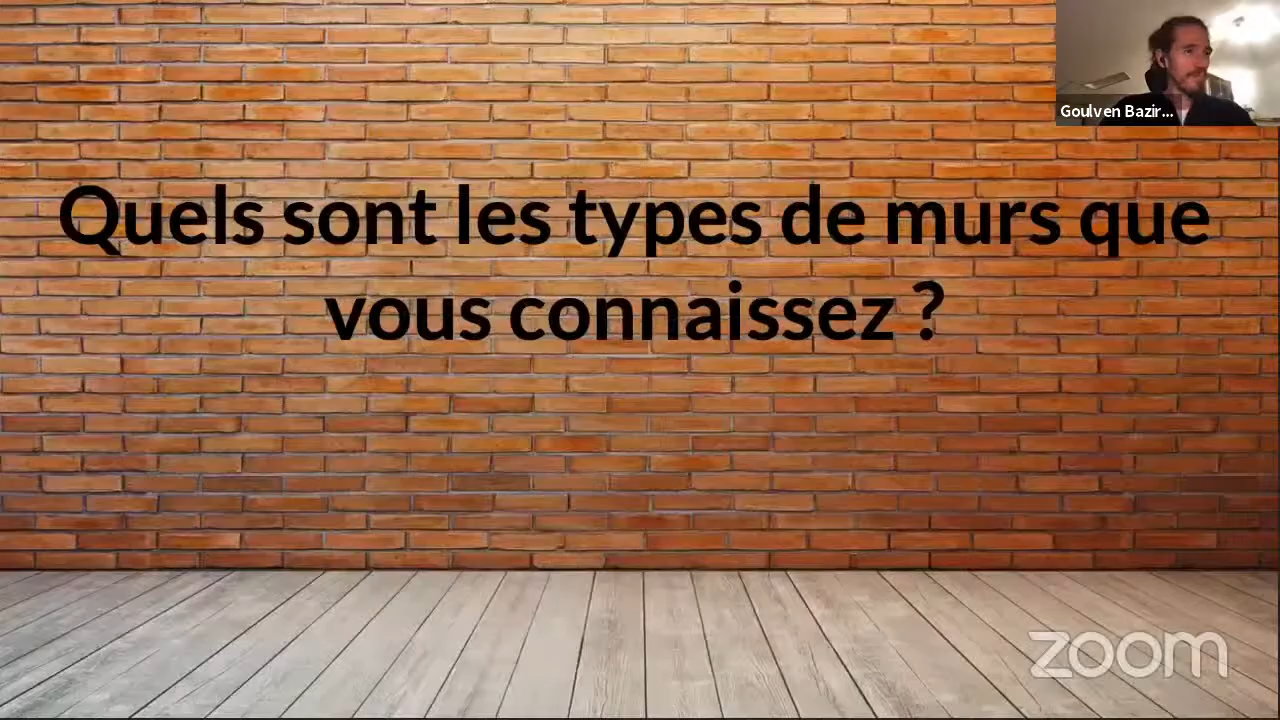 Goulven Bazir...
Quels sont les types de murs que
vous connaissez ?
zoom